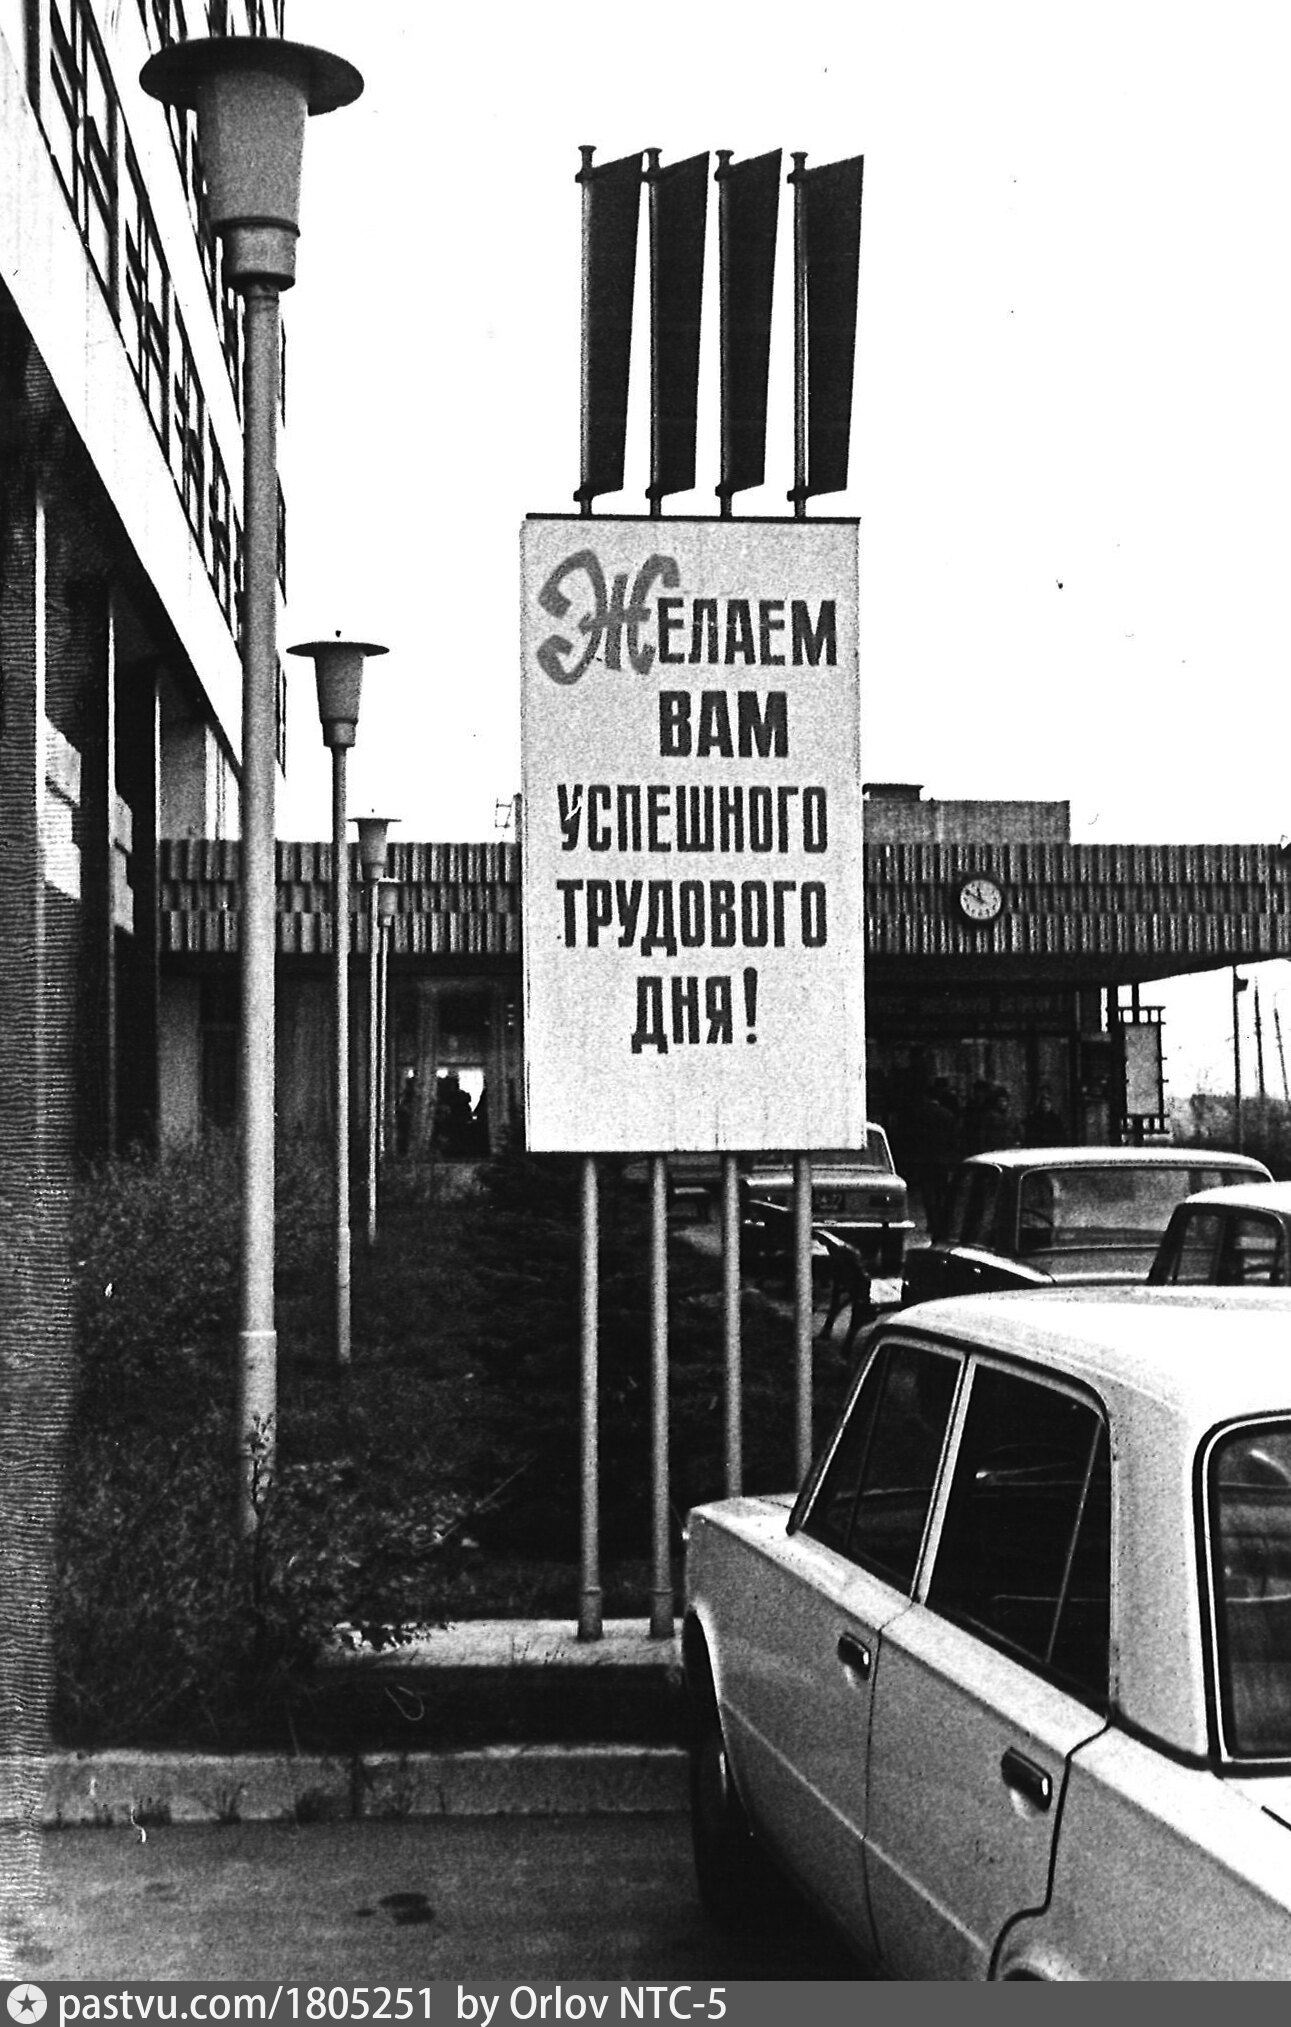 Желаем
вам
успешного
трудового
дня!
pastvu.com/1805251 by Orlov NTC-5